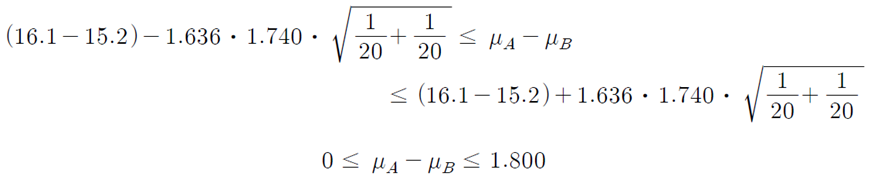 (16.1−15.2)−1.636・1.740・√(1/20+1/20) ≤ μ_A−μ_B
≤ (16.1−15.2)+1.636・1.740・√(1/20+1/20)
0 ≤ μ_A−μ_B ≤ 1.800